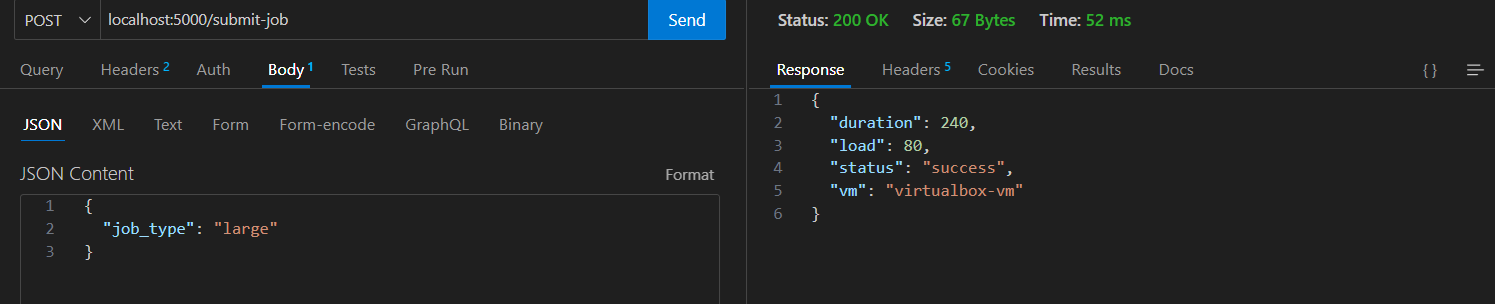 POST localhost:5000/submit-job Send
Query Headers 2 Auth Body 1 Tests Pre Run
JSON XML Text Form Form-encode GraphQL Binary
JSON Content Format
1 {
2 "job_type": "large"
3 }
Status: 200 OK Size: 67 Bytes Time: 52 ms
Response Headers 5 Cookies Results Docs { }
1 {
2 "duration": 240,
3 "load": 80,
4 "status": "success",
5 "vm": "virtualbox-vm"
6 }